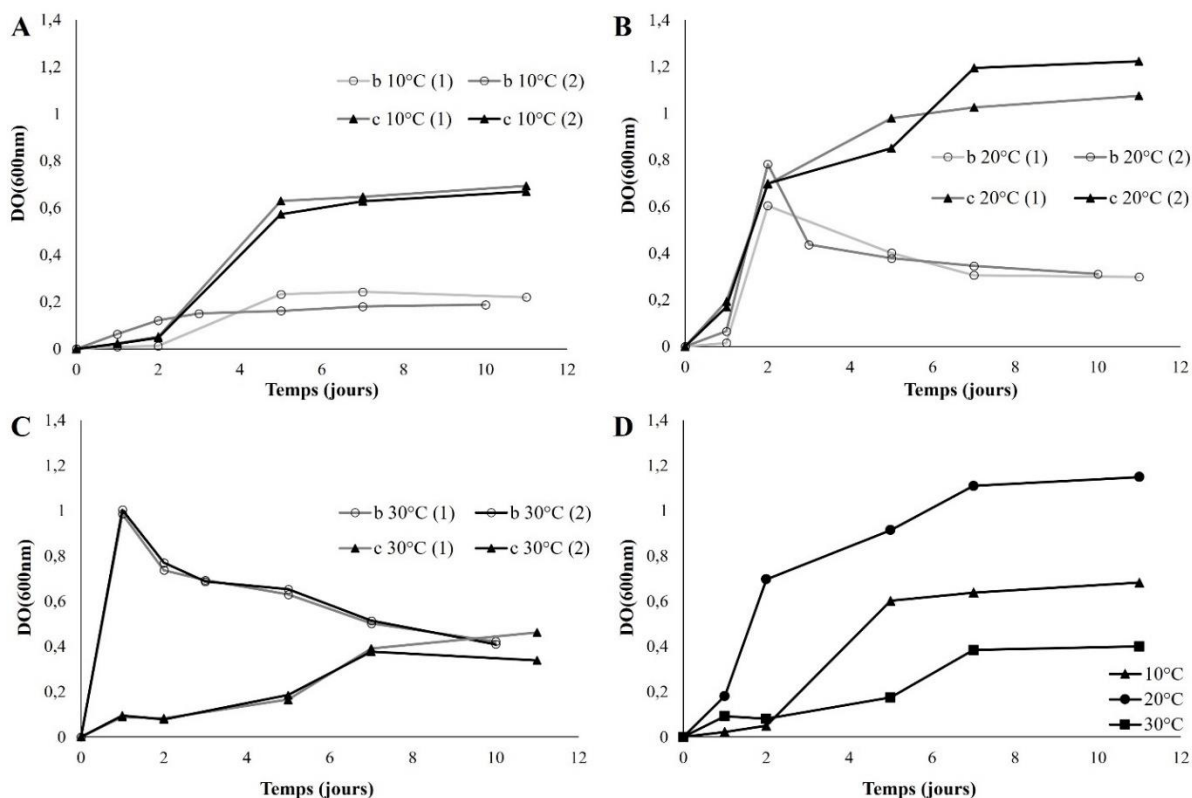 A
1,4
1,2
1
0,8
0,6
0,4
0,2
0
DO(600nm)
b 10°C (1) b 10°C (2)
c 10°C (1) c 10°C (2)
0 2 4 6 8 10 12
Temps (jours)
B
1,4
1,2
1
0,8
0,6
0,4
0,2
0
DO(600nm)
b 20°C (1) b 20°C (2)
c 20°C (1) c 20°C (2)
0 2 4 6 8 10 12
Temps (jours)
C
1,4
1,2
1
0,8
0,6
0,4
0,2
0
DO(600nm)
b 30°C (1) b 30°C (2)
c 30°C (1) c 30°C (2)
0 2 4 6 8 10 12
Temps (jours)
D
1,4
1,2
1
0,8
0,6
0,4
0,2
0
DO(600nm)
10°C
20°C
30°C
0 2 4 6 8 10 12
Temps (jours)